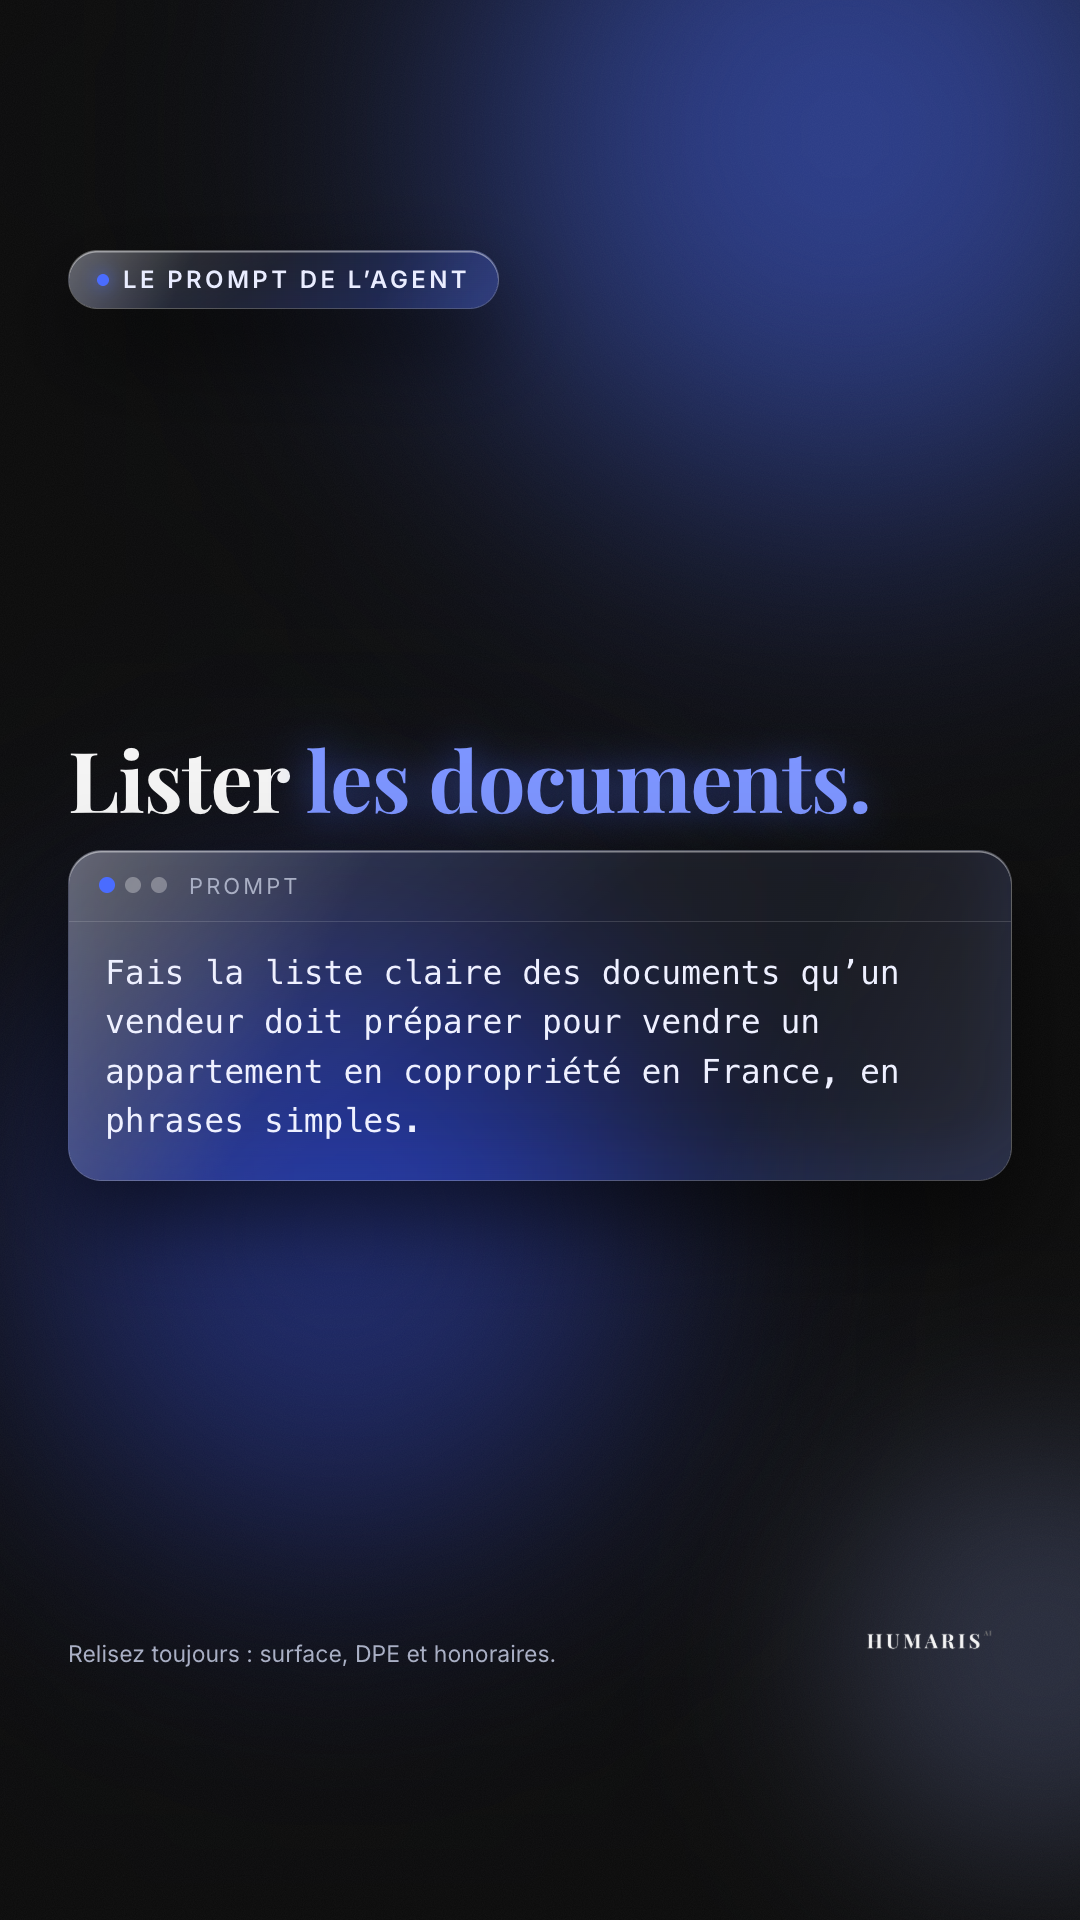 LE PROMPT DE L’AGENT
Lister les documents.
PROMPT
Fais la liste claire des documents qu’un
vendeur doit préparer pour vendre un
appartement en copropriété en France, en
phrases simples.
Relisez toujours : surface, DPE et honoraires.
HUMARIS AI